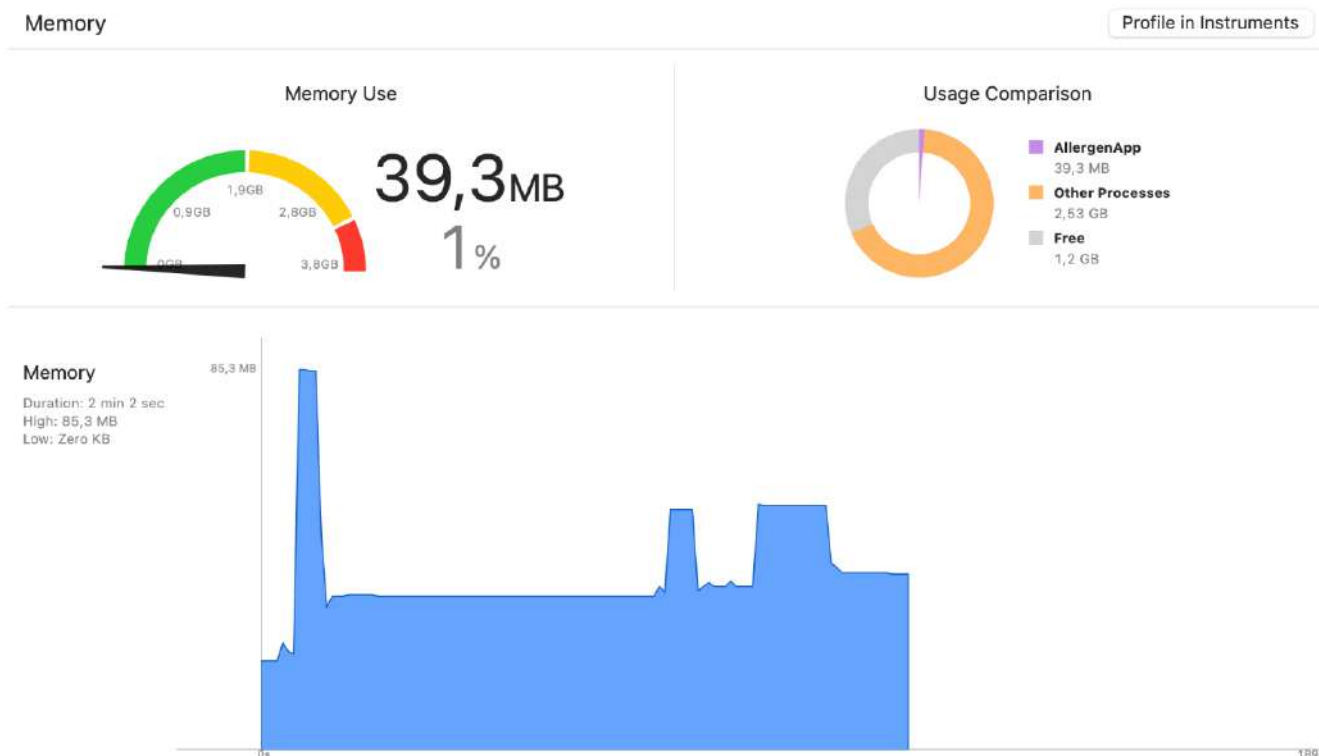 Memory
Profile in Instruments
Memory Use
Usage Comparison
1,9GB
0,9GB
2,8GB
0GB
3,8GB
39,3MB
1%
AllergenApp
39,3 MB
Other Processes
2,53 GB
Free
1,2 GB
Memory
Duration: 2 min 2 sec
High: 85,3 MB
Low: Zero KB
85,3 MB
0s